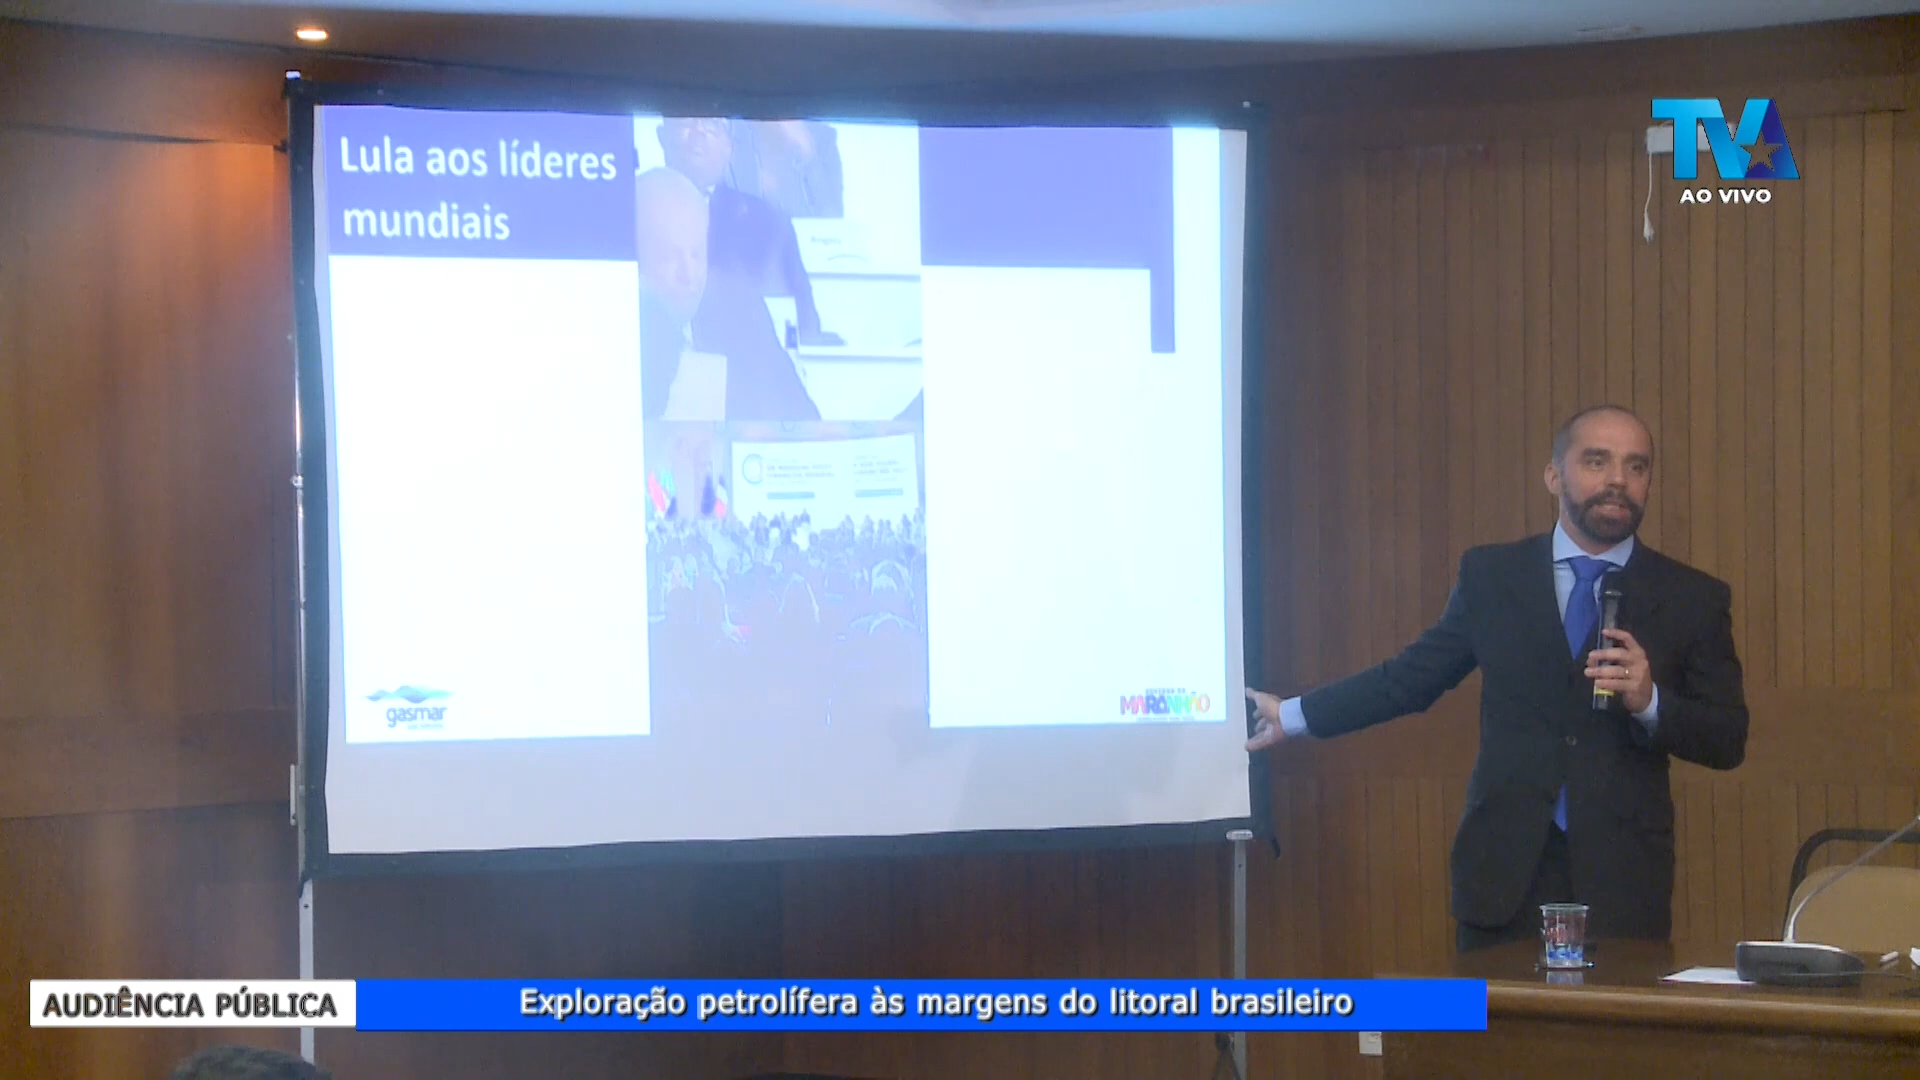 TVA
AO VIVO
Lula aos líderes
mundiais
gasmar
MARANHÃO
AUDIÊNCIA PÚBLICA
Exploração petrolífera às margens do litoral brasileiro